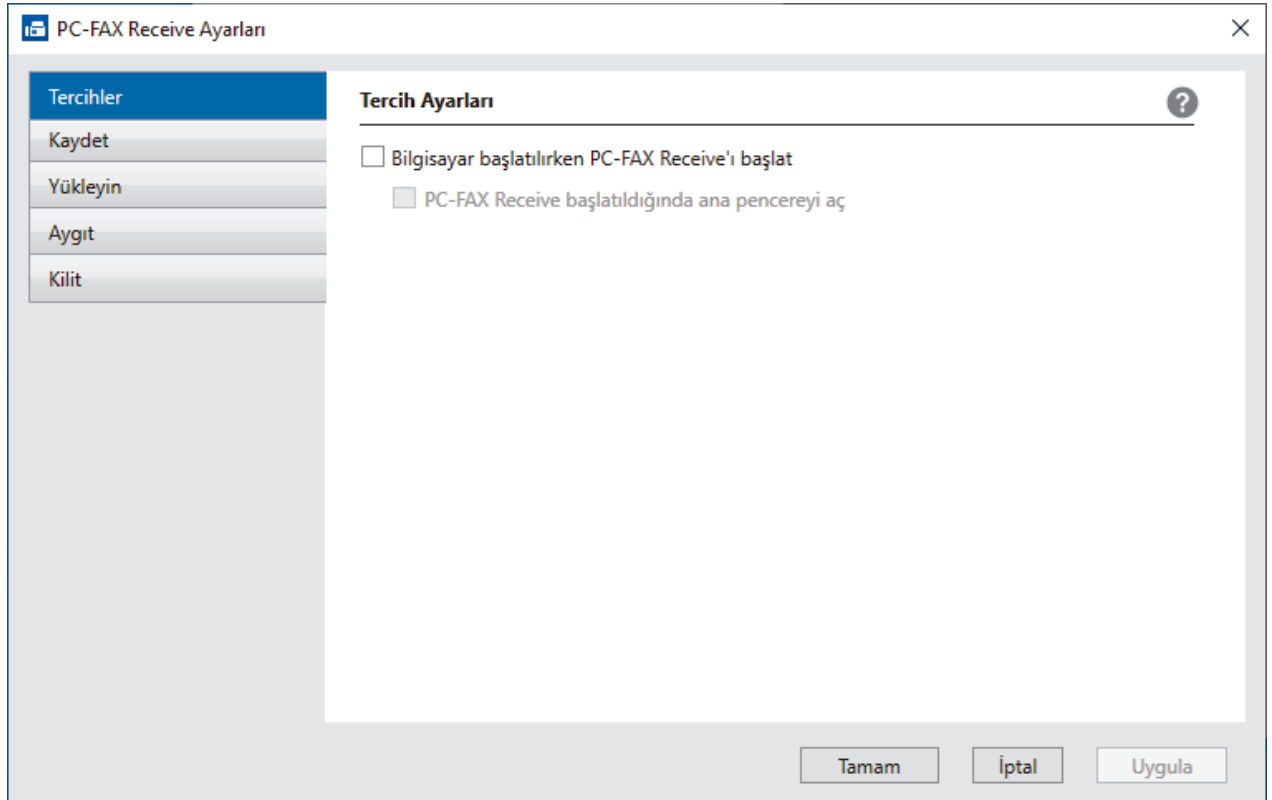 PC-FAX Receive Ayarları
Tercihler
Kaydet
Yükleyin
Aygıt
Kilit
Tercih Ayarları
?
Bilgisayar başlatılırken PC-FAX Receive'ı başlat
PC-FAX Receive başlatıldığında ana pencereyi aç
Tamam
İptal
Uygula